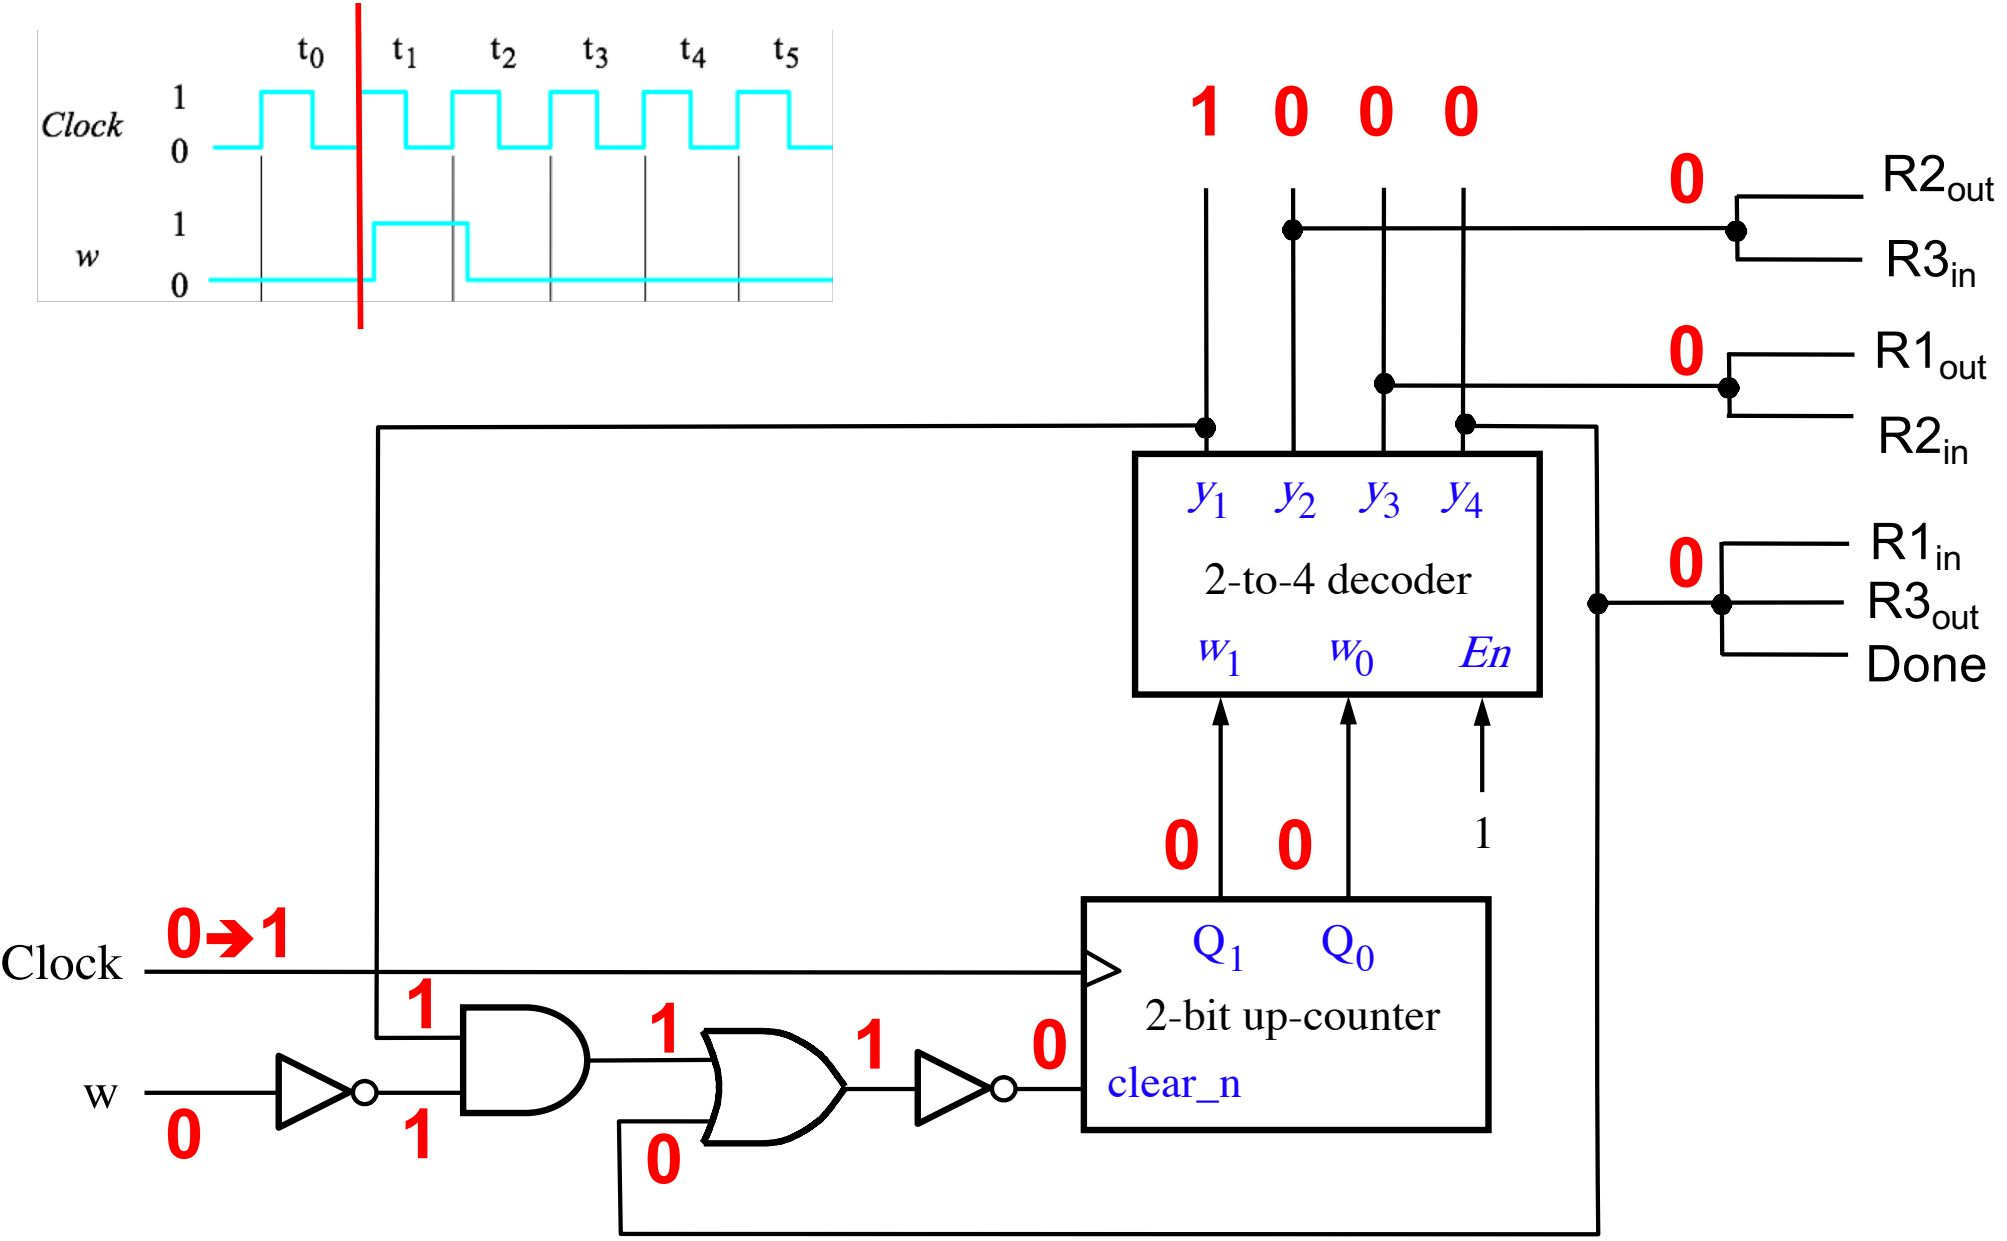 t0 t1 t2 t3 t4 t5
1
Clock
0
1
w
0
1 0 0 0
0
R2out
R3in
0
R1out
R2in
y1 y2 y3 y4
2-to-4 decoder
w1 w0 En
0
R1in
R3out
Done
1
0 0
Clock
0➔1
Q1 Q0
2-bit up-counter
clear_n
w
0
1
1
1
0
1
0